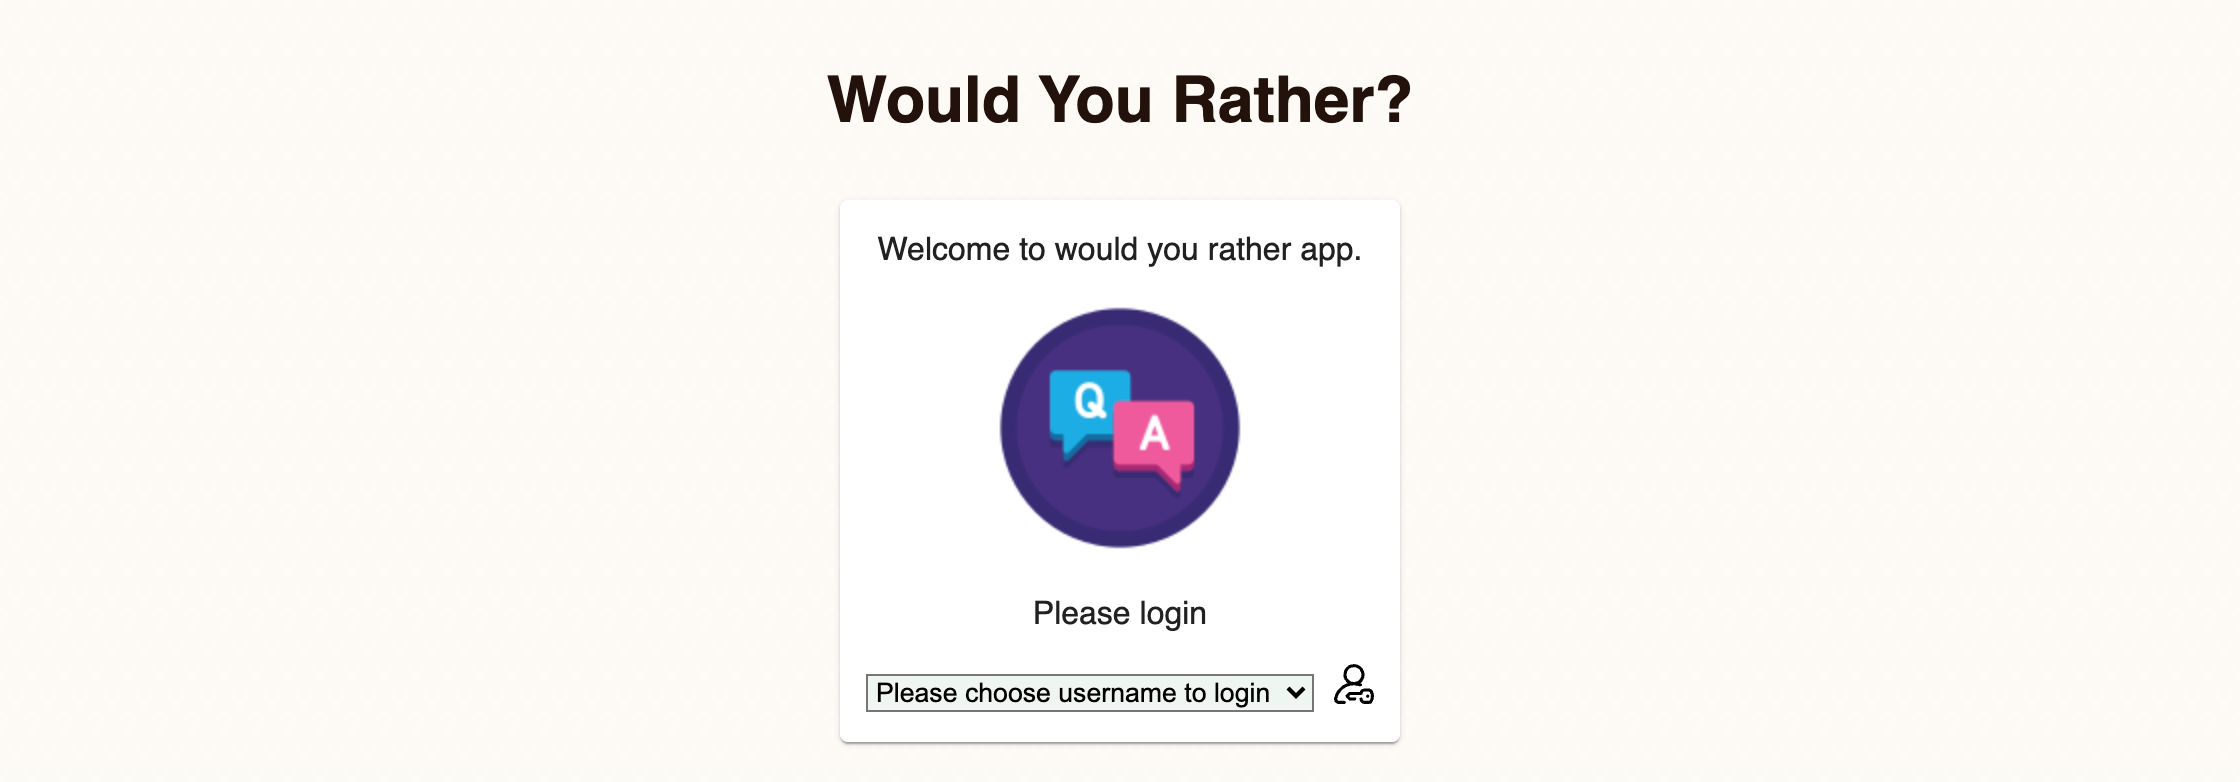 Would You Rather?
Welcome to would you rather app.
Q
A
Please login
Please choose username to login